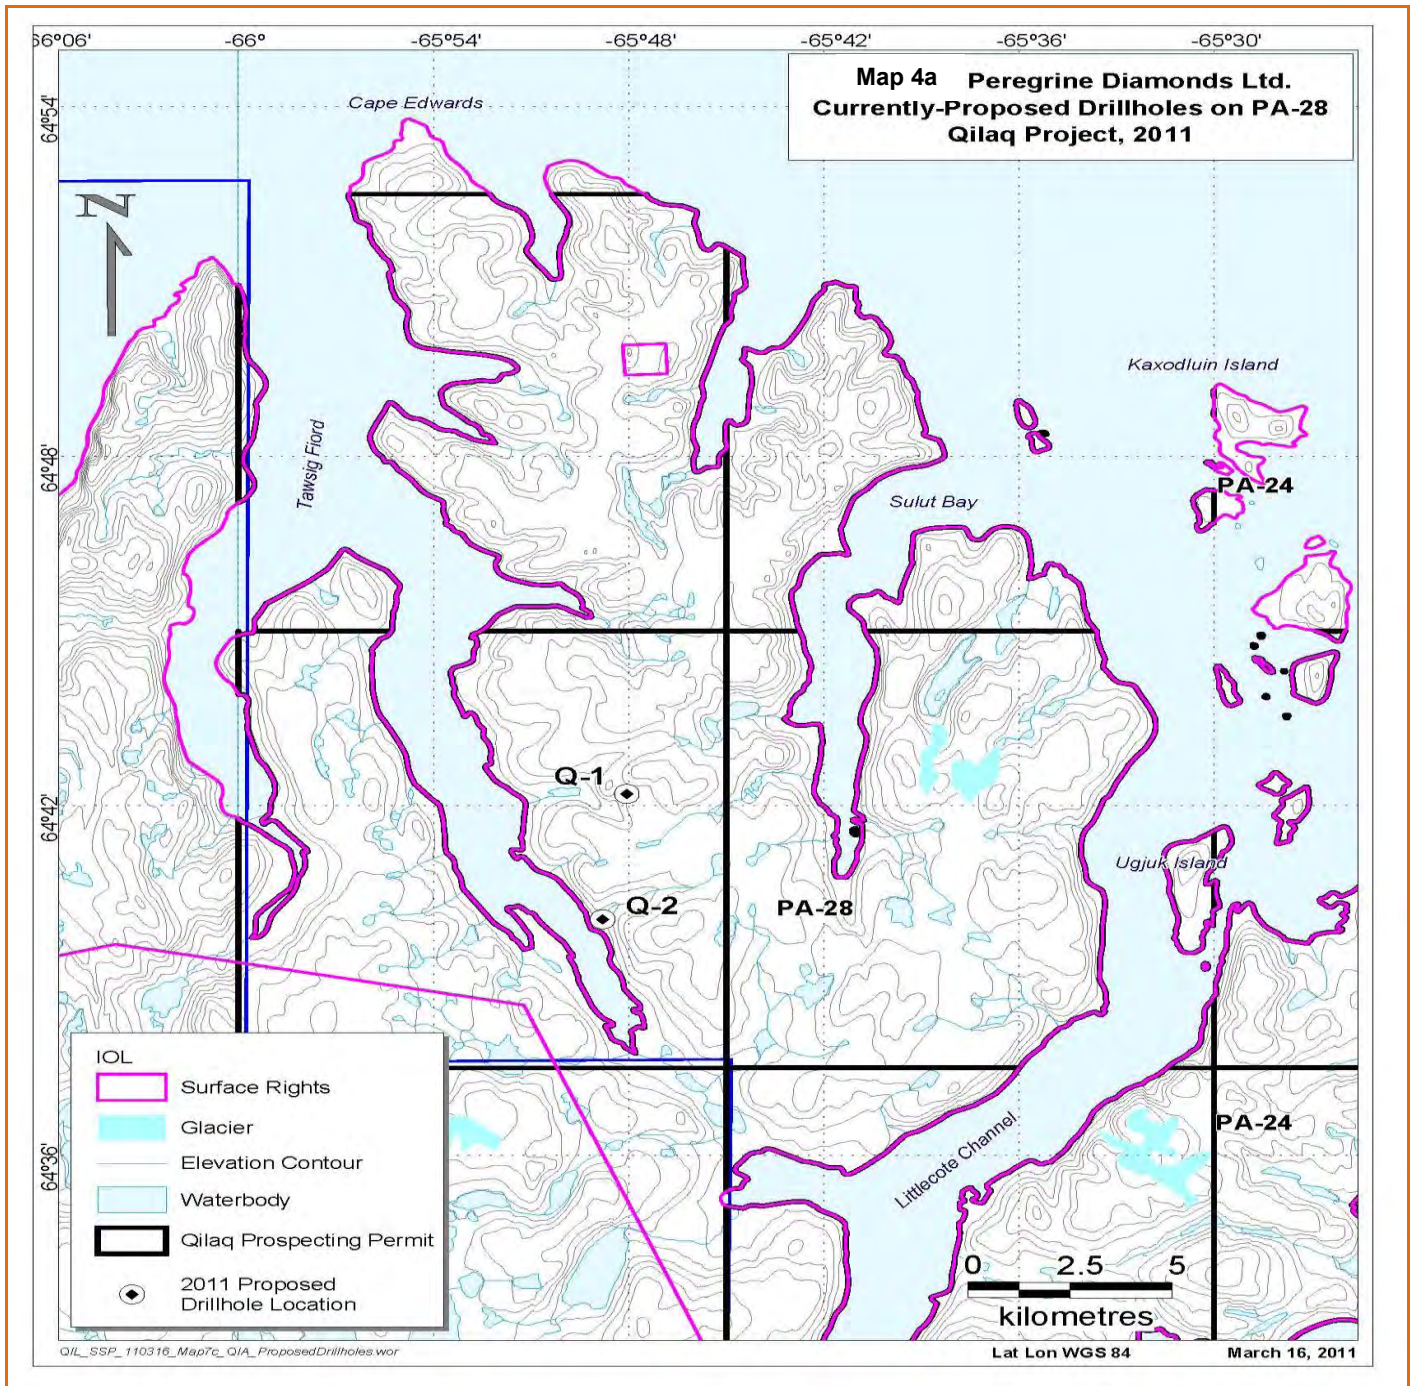 66°06'
-66°
-65°54'
-65°48'
-65°42'
-65°36'
-65°30'
Map 4a Peregrine Diamonds Ltd.
Currently-Proposed Drillholes on PA-28
Qilaq Project, 2011
Cape Edwards
64°54'
N
Kaxodluin Island
Tawsig Fiord
64°48'
PA-24
Sulut Bay
Q-1
64°42'
Ugjuk Island
Q-2
PA-28
IOL
Surface Rights
Glacier
Elevation Contour
Waterbody
Qilaq Prospecting Permit
2011 Proposed
Drillhole Location
PA-24
64°36'
Littlecote Channel
0 2.5 5
kilometres
QIL_SSP_110316_Map7c_QIA_ProposedDrillholes.wor
Lat Lon WGS 84
March 16, 2011